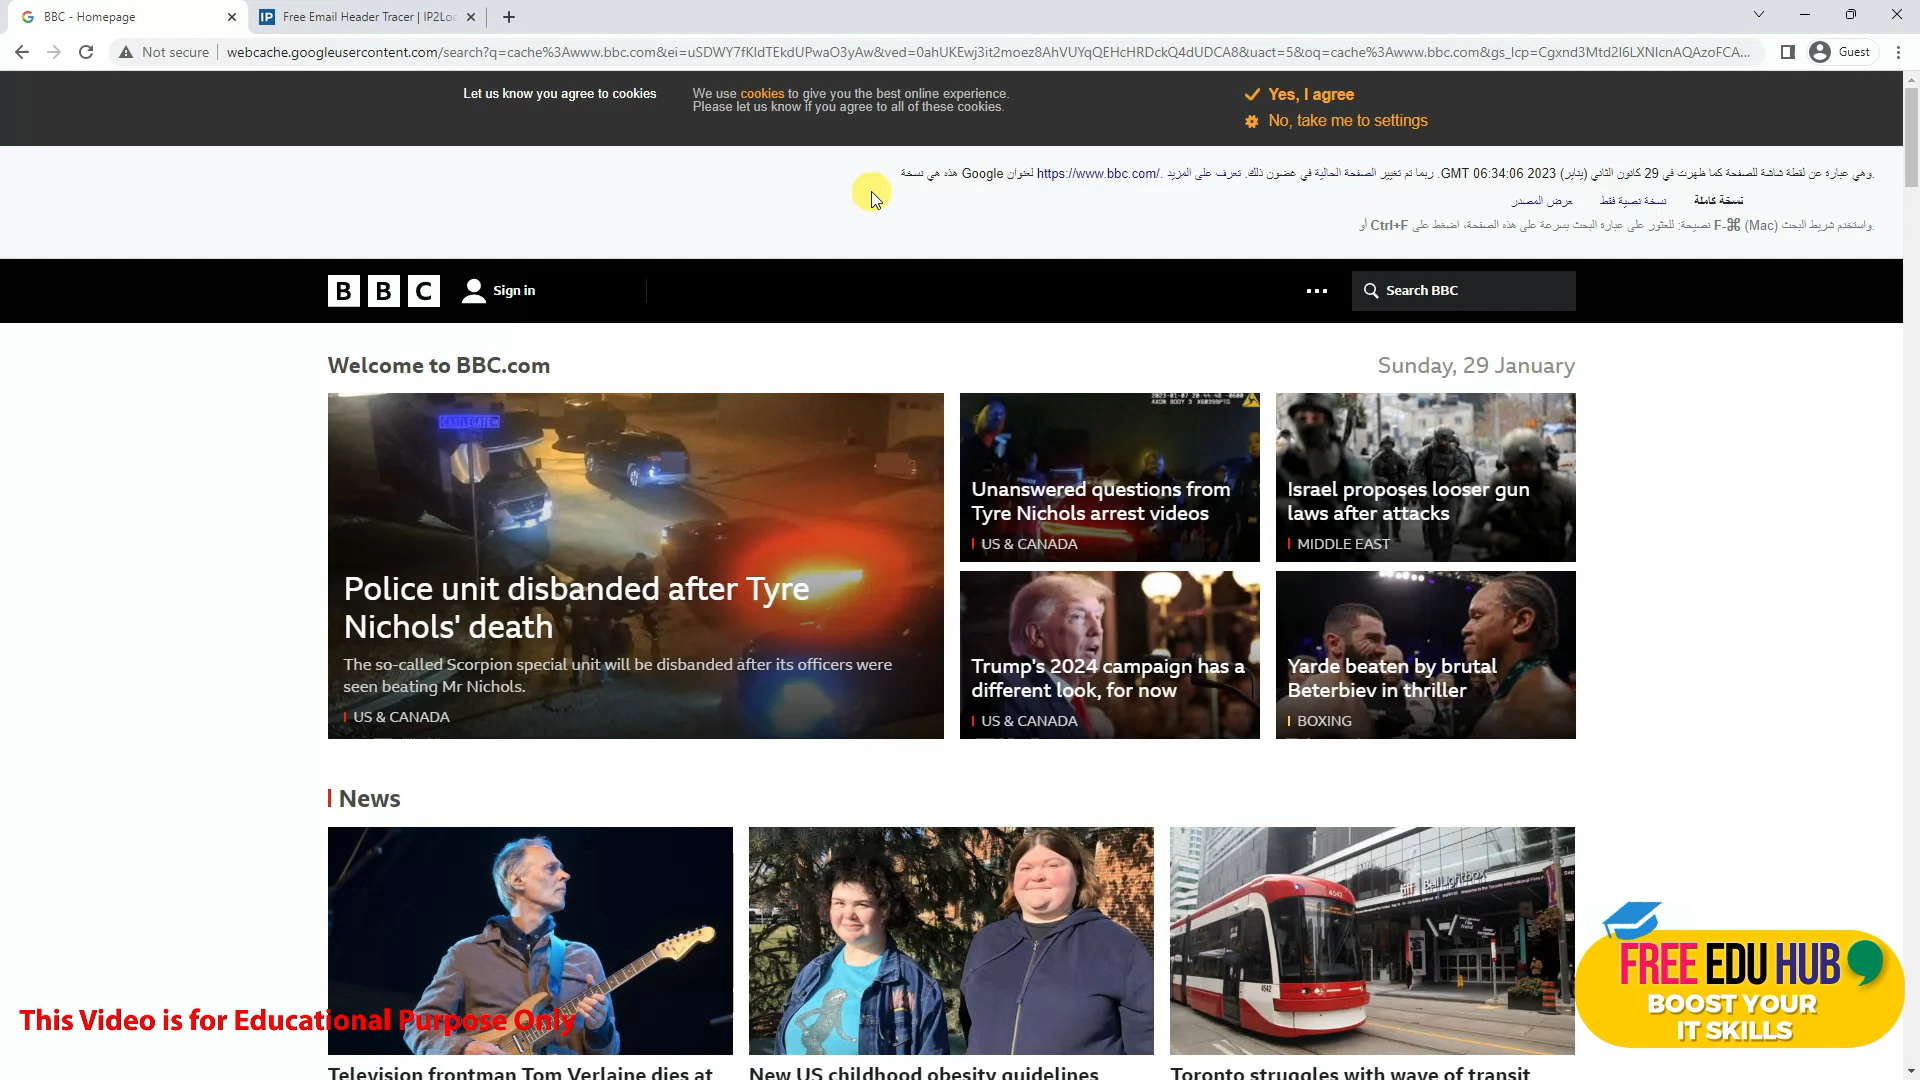 BBC - Homepage
Free Email Header Tracer | IP2Loc
Not secure
webcache.googleusercontent.com/search?q=cache%3Awww.bbc.com&ei=uSDWY7fKIdTEkdUPwaO3yAw&ved=0ahUKEwj3it2moez8AhVUYqQEHcHRDckQ4dUDCA8&uact=5&oq=cache%3Awww.bbc.com&gs_lcp=Cgxnd3Mtd2l6LXNlcnAQAzoFCA...
Guest
Let us know you agree to cookies
We use cookies to give you the best online experience.
Please let us know if you agree to all of these cookies.
Yes, I agree
No, take me to settings
هذه هي نسخة Google لعنوان https://www.bbc.com/. وهي عبارة عن لقطة شاشة للصفحة كما ظهرت في 29 كانون الثاني (يناير) 2023 06:34:06 GMT. ربما تم تغيير الصفحة الحالية في غضون ذلك. تعرف على المزيد.
نسخة كاملة نسخة نصية فقط عرض المصدر
نصيحة: للعثور على عبارة البحث بسرعة على هذه الصفحة، اضغط على Ctrl+F أو ⌘-F (Mac) واستخدم شريط البحث.
BBC
Sign in
Search BBC
Welcome to BBC.com
Sunday, 29 January
CASTLEGATE LN
Police unit disbanded after Tyre
Nichols' death
The so-called Scorpion special unit will be disbanded after its officers were
seen beating Mr Nichols.
US & CANADA
Unanswered questions from
Tyre Nichols arrest videos
US & CANADA
Israel proposes looser gun
laws after attacks
MIDDLE EAST
Trump's 2024 campaign has a
different look, for now
US & CANADA
Yarde beaten by brutal
Beterbiev in thriller
BOXING
News
4542
tiff Bell Lightbox
4542
Television frontman Tom Verlaine dies at
New US childhood obesity guidelines
Toronto struggles with wave of transit
This Video is for Educational Purpose Only
FREE EDU HUB
BOOST YOUR
IT SKILLS